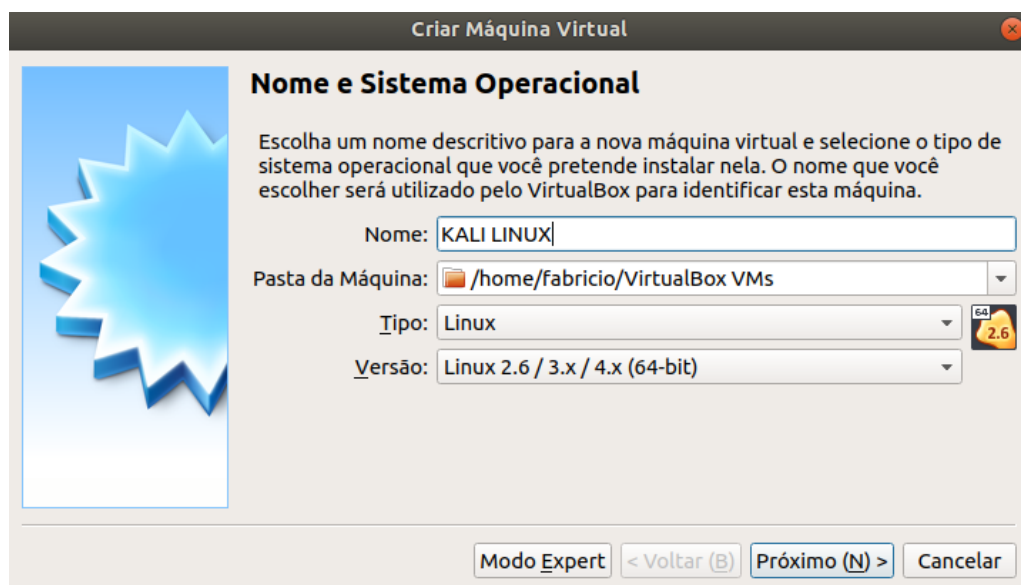 Criar Máquina Virtual
Nome e Sistema Operacional
Escolha um nome descritivo para a nova máquina virtual e selecione o tipo de
sistema operacional que você pretende instalar nela. O nome que você
escolher será utilizado pelo VirtualBox para identificar esta máquina.
Nome: KALI LINUX
Pasta da Máquina: /home/fabricio/VirtualBox VMs
Tipo: Linux
64
2.6
Versão: Linux 2.6 / 3.x / 4.x (64-bit)
Modo Expert < Voltar (B) Próximo (N) > Cancelar